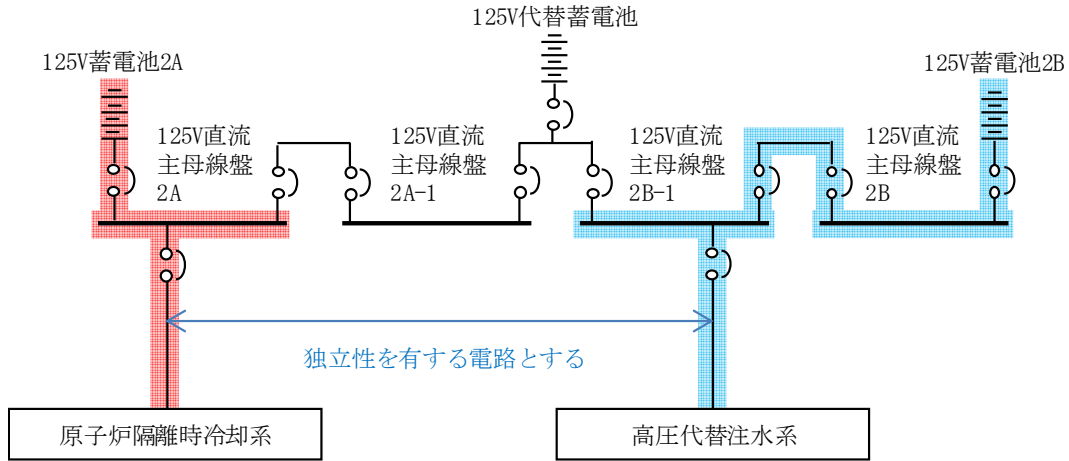 125V代替蓄電池
125V蓄電池2A
125V蓄電池2B
125V直流
主母線盤
2A
125V直流
主母線盤
2A-1
125V直流
主母線盤
2B-1
125V直流
主母線盤
2B
独立性を有する電路とする
原子炉隔離時冷却系
高圧代替注水系